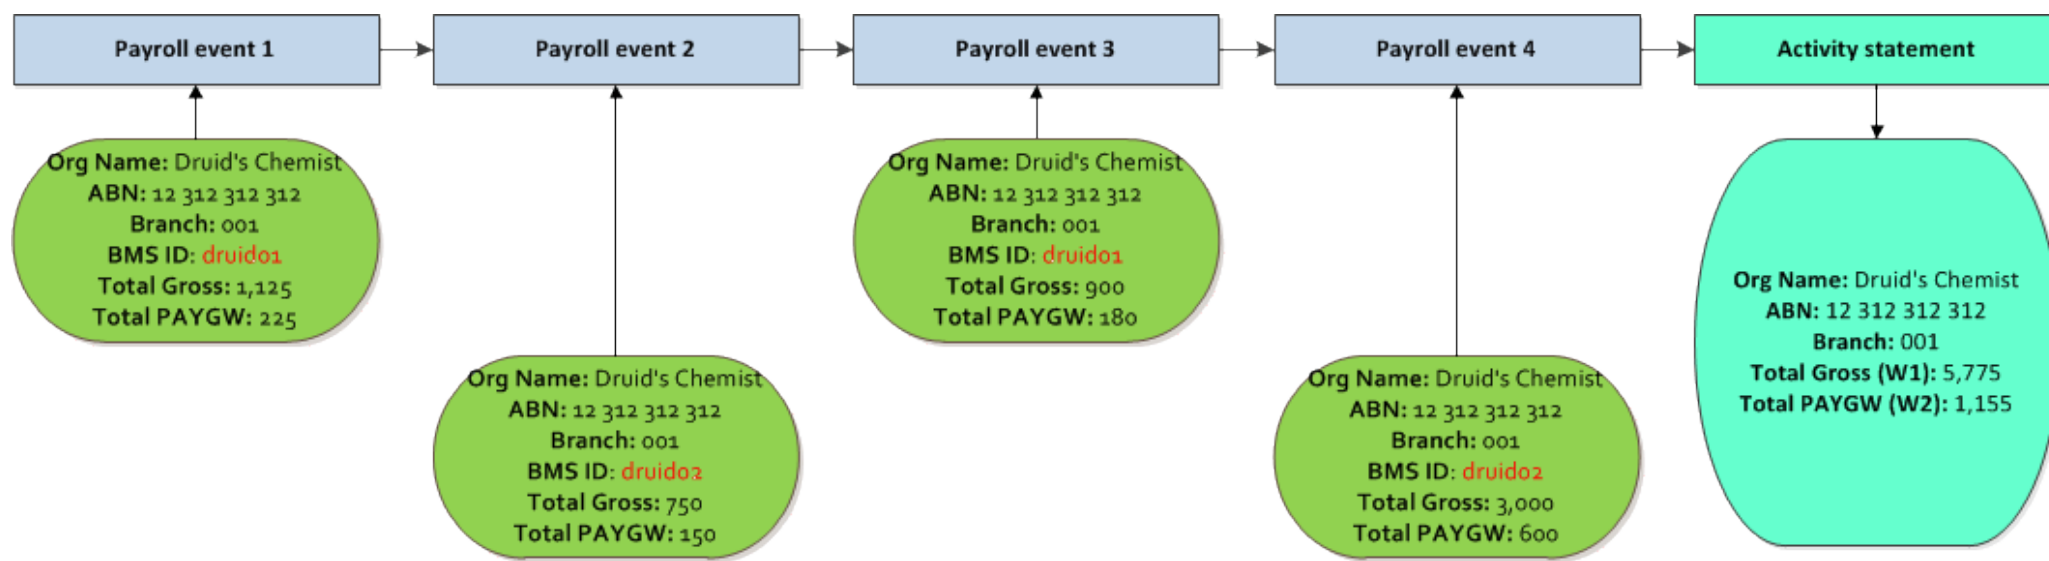 Payroll event 1
Payroll event 2
Payroll event 3
Payroll event 4
Activity statement
Org Name: Druid's Chemist
ABN: 12 312 312 312
Branch: 001
BMS ID: druid01
Total Gross: 1,125
Total PAYGW: 225
Org Name: Druid's Chemist
ABN: 12 312 312 312
Branch: 001
BMS ID: druid02
Total Gross: 750
Total PAYGW: 150
Org Name: Druid's Chemist
ABN: 12 312 312 312
Branch: 001
BMS ID: druid01
Total Gross: 900
Total PAYGW: 180
Org Name: Druid's Chemist
ABN: 12 312 312 312
Branch: 001
BMS ID: druid02
Total Gross: 3,000
Total PAYGW: 600
Org Name: Druid's Chemist
ABN: 12 312 312 312
Branch: 001
Total Gross (W1): 5,775
Total PAYGW (W2): 1,155